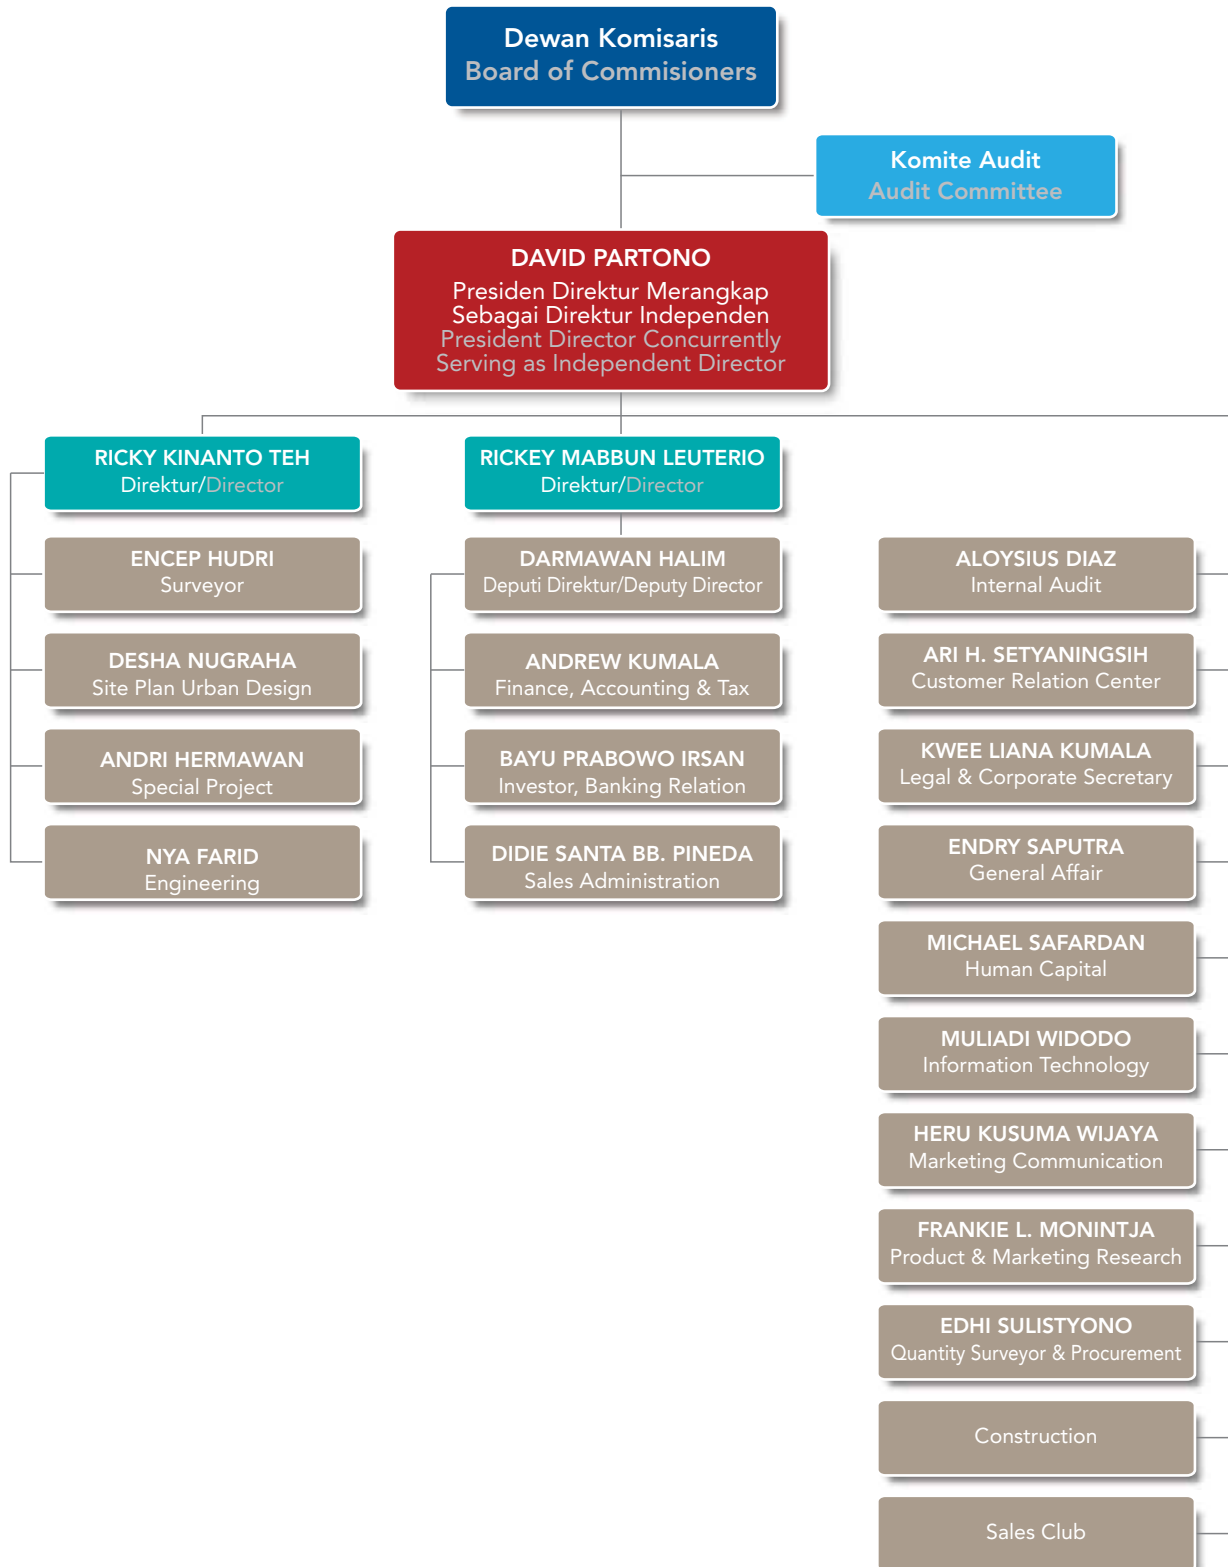 Dewan Komisaris
Board of Commisioners
Komite Audit
Audit Committee
DAVID PARTONO
Presiden Direktur Merangkap
Sebagai Direktur Independen
President Director Concurrently
Serving as Independent Director
RICKY KINANTO TEH
Direktur/Director
ENCEP HUDRI
Surveyor
DESHA NUGRAHA
Site Plan Urban Design
ANDRI HERMAWAN
Special Project
NYA FARID
Engineering
RICKEY MABBUN LEUTERIO
Direktur/Director
DARMAWAN HALIM
Deputi Direktur/Deputy Director
ANDREW KUMALA
Finance, Accounting & Tax
BAYU PRABOWO IRSAN
Investor, Banking Relation
DIDIE SANTA BB. PINEDA
Sales Administration
ALOYSIUS DIAZ
Internal Audit
ARI H. SETYANINGSIH
Customer Relation Center
KWEE LIANA KUMALA
Legal & Corporate Secretary
ENDRY SAPUTRA
General Affair
MICHAEL SAFARDAN
Human Capital
MULIADI WIDODO
Information Technology
HERU KUSUMA WIJAYA
Marketing Communication
FRANKIE L. MONINTJA
Product & Marketing Research
EDHI SULISTYONO
Quantity Surveyor & Procurement
Construction
Sales Club